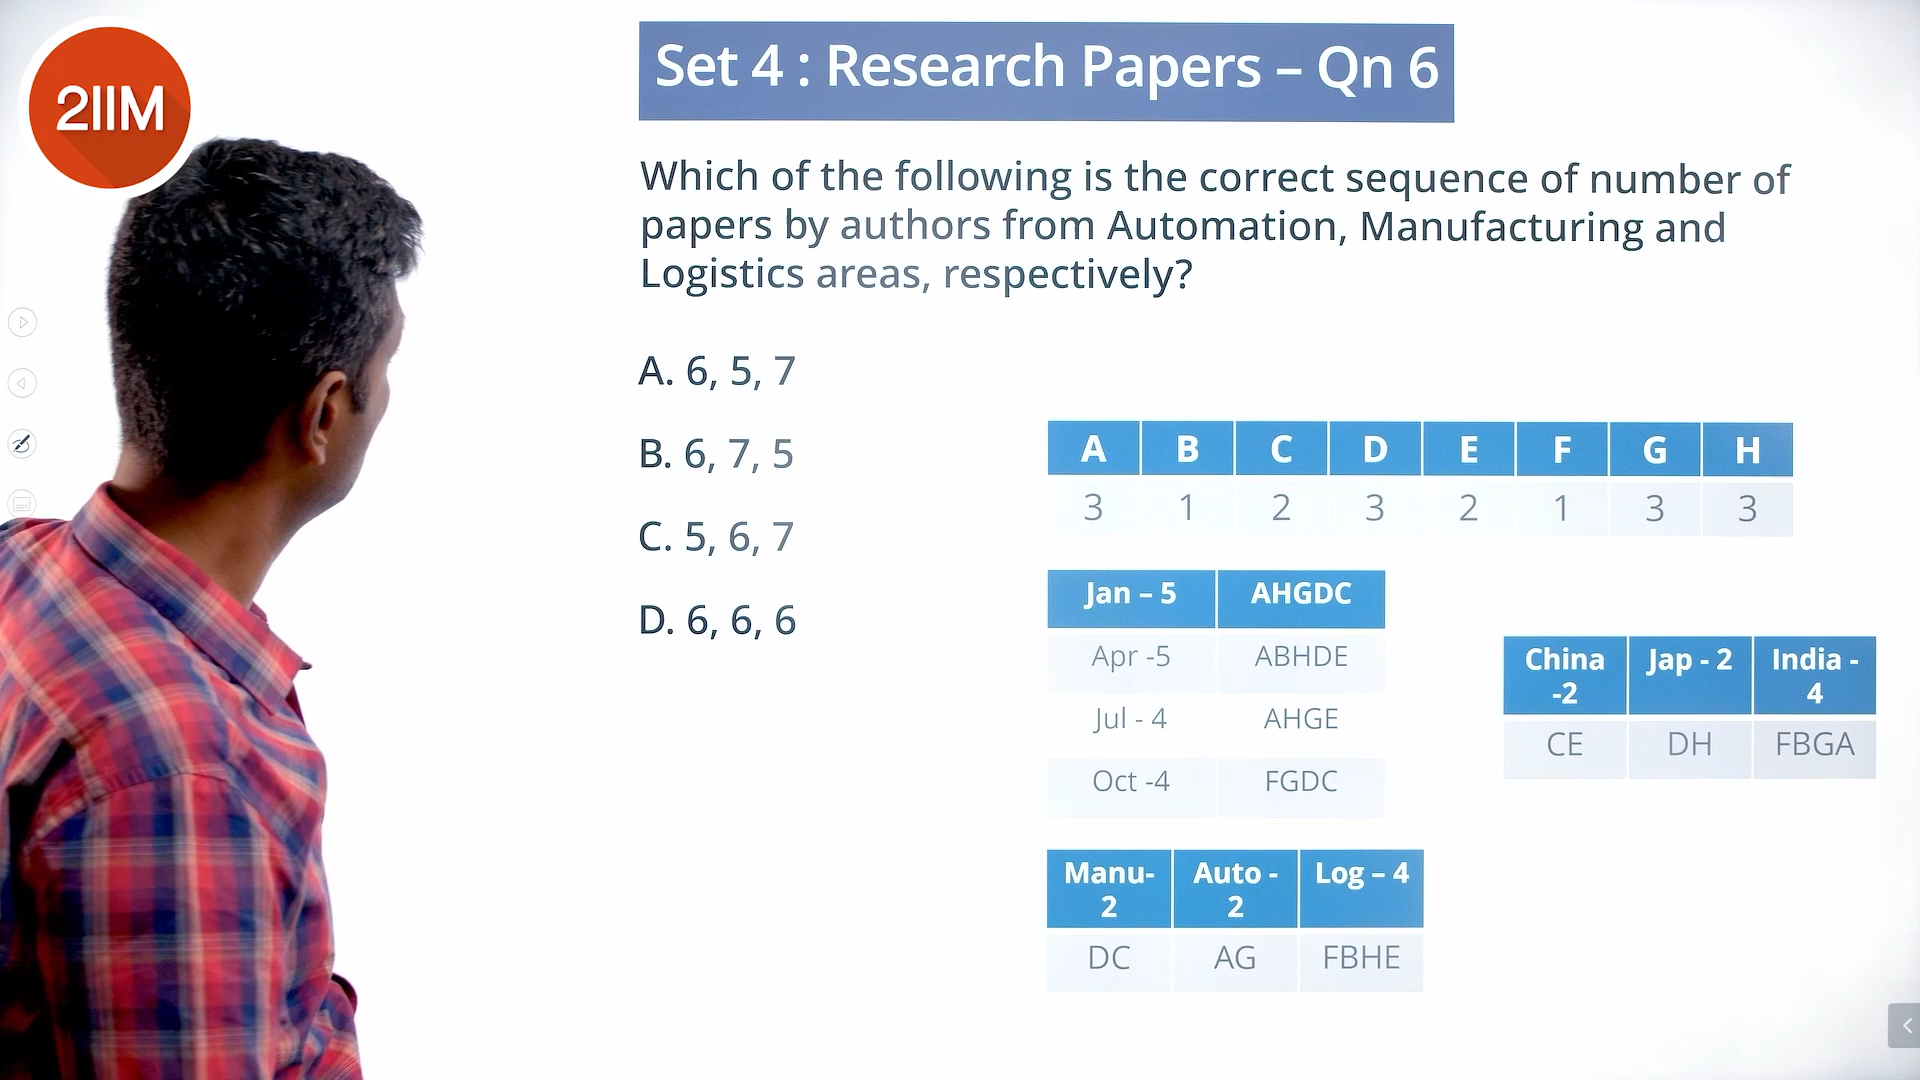 2IIM
Set 4 : Research Papers – Qn 6
Which of the following is the correct sequence of number of
papers by authors from Automation, Manufacturing and
Logistics areas, respectively?
A. 6, 5, 7
B. 6, 7, 5
C. 5, 6, 7
D. 6, 6, 6
A B C D E F G H
3 1 2 3 2 1 3 3
Jan – 5 AHGDC
Apr -5 ABHDE
Jul - 4 AHGE
Oct -4 FGDC
China
-2
Jap - 2
India -
4
CE DH FBGA
Manu-
2
Auto -
2
Log – 4
DC AG FBHE